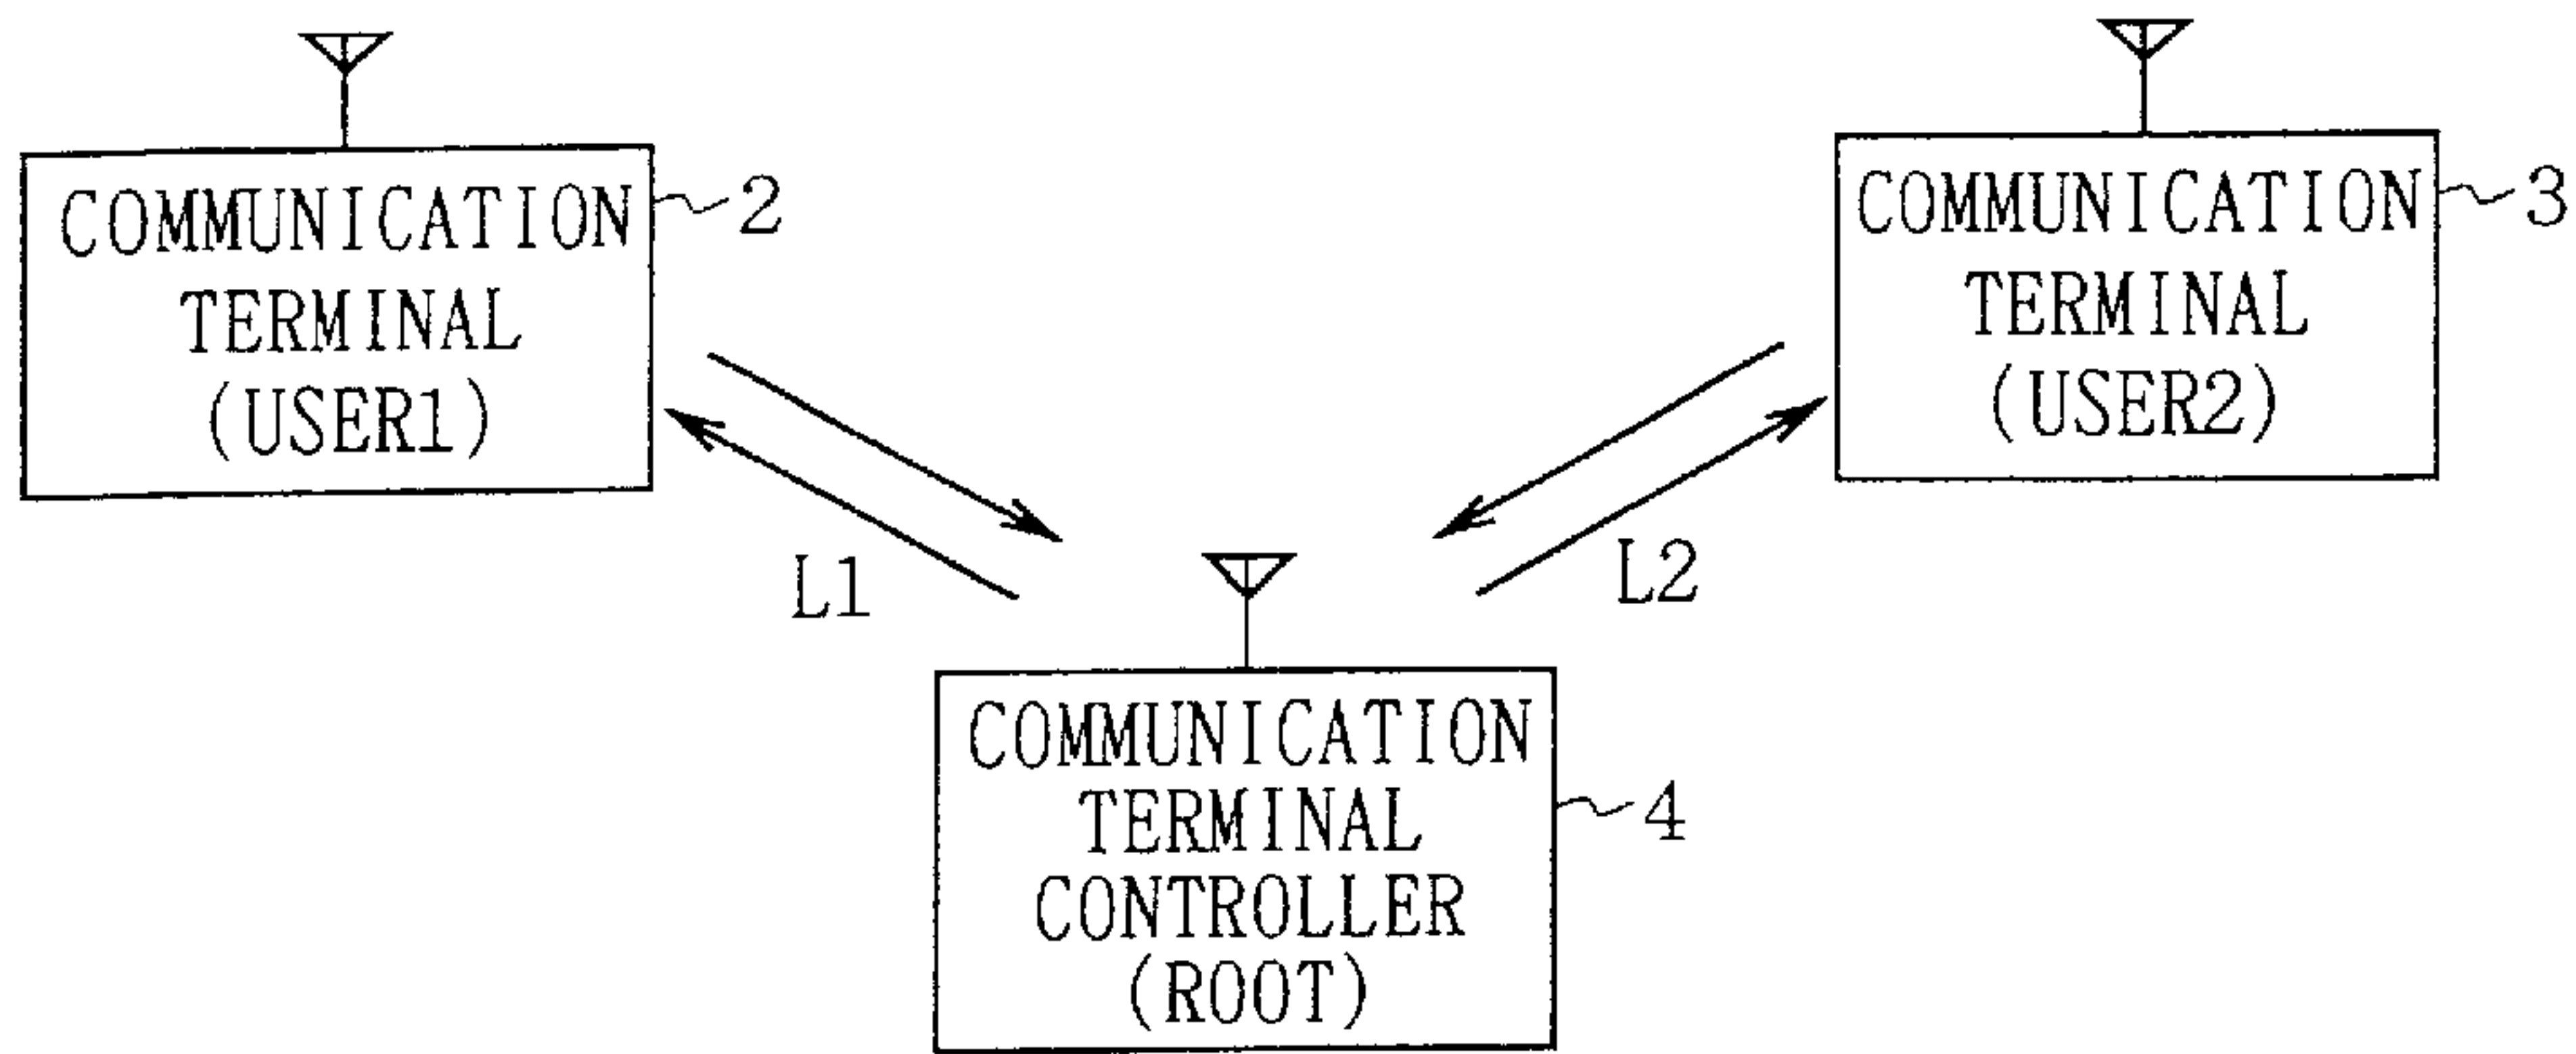 COMMUNICATION
TERMINAL
(USER1)
2
COMMUNICATION
TERMINAL
(USER2)
3
L1
L2
COMMUNICATION
TERMINAL
CONTROLLER
(ROOT)
4